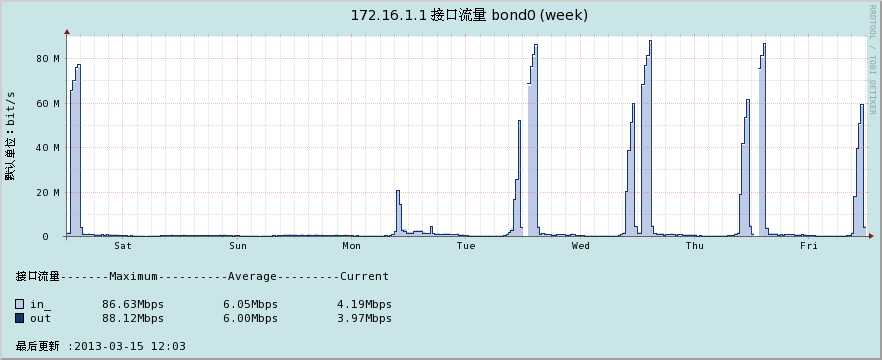 172.16.1.1 接口流量 bond0 (week)
RRDTOOL / TOBI OETIKER
默认单位:bit/s
80 M
60 M
40 M
20 M
0
Sat Sun Mon Tue Wed Thu Fri
接口流量-------Maximum----------Average---------Current
in_ 86.63Mbps 6.05Mbps 4.19Mbps
out 88.12Mbps 6.00Mbps 3.97Mbps
最后更新 :2013-03-15 12:03